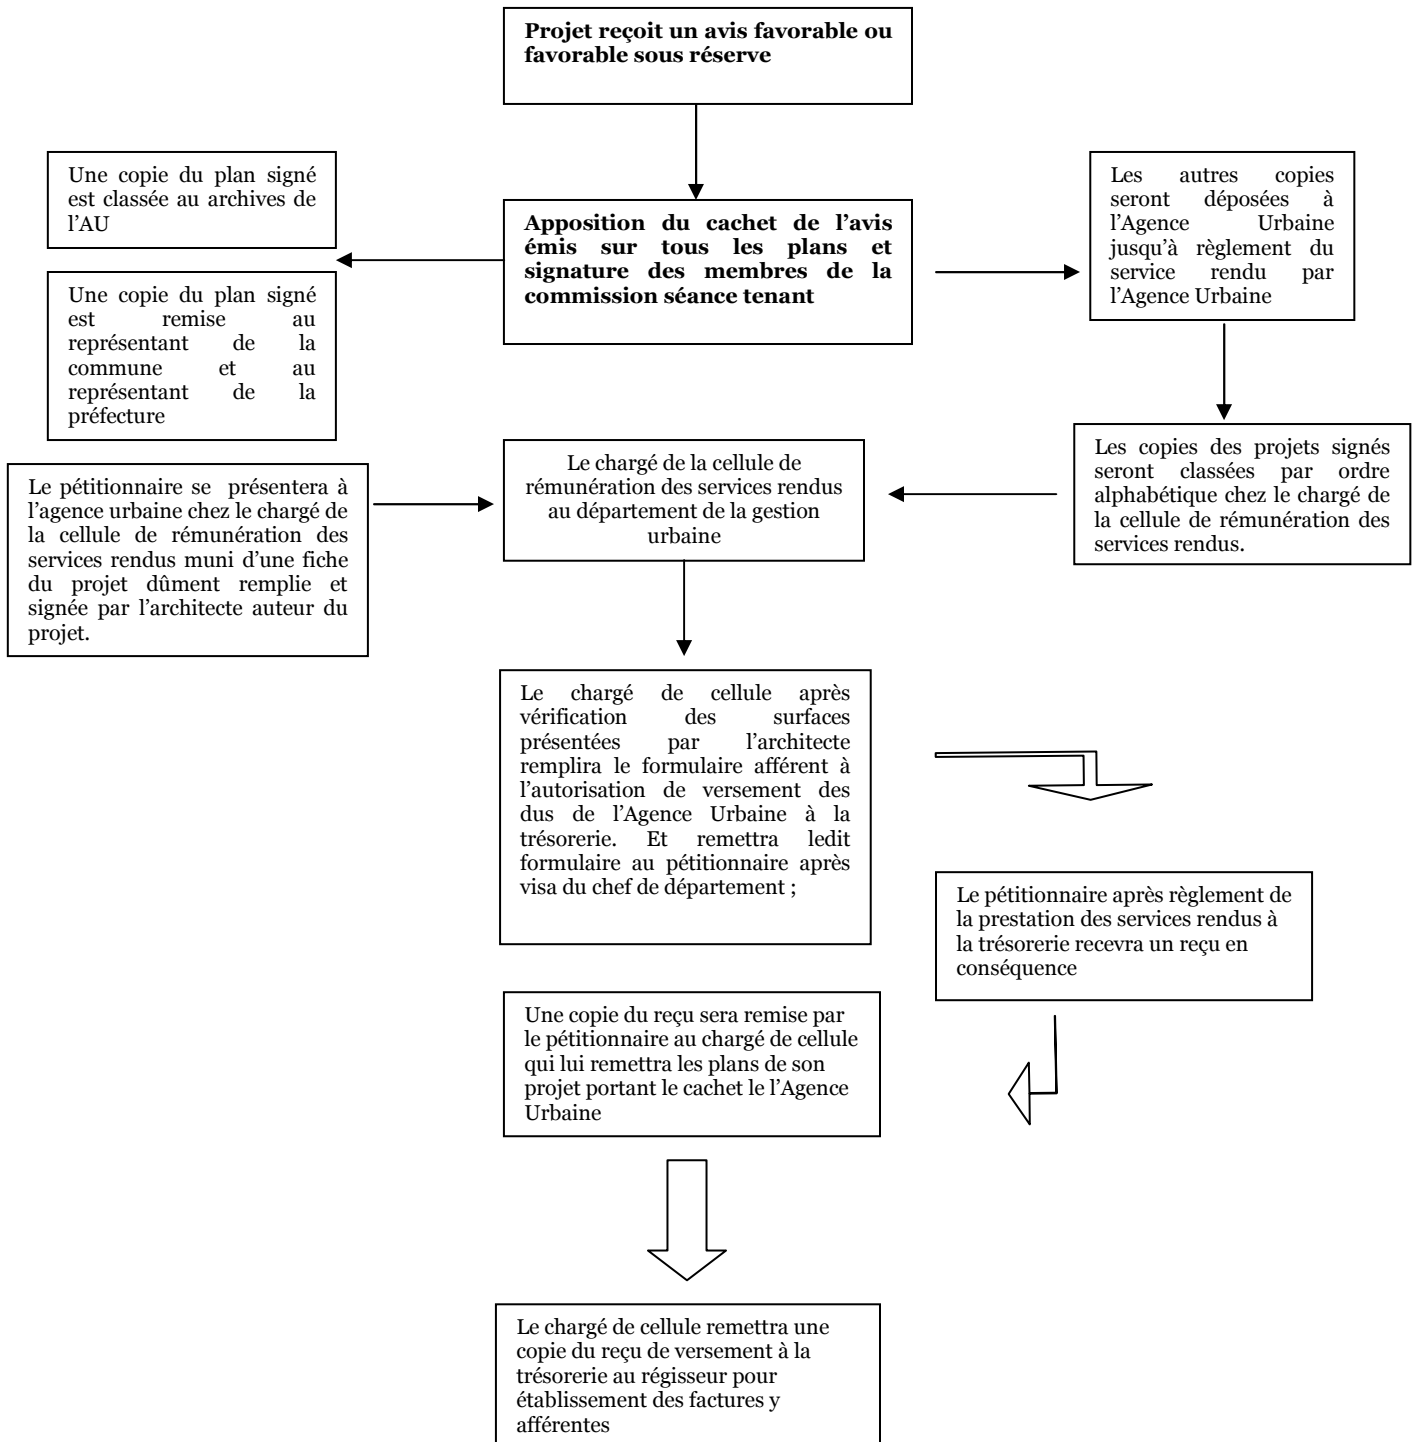 Projet reçoit un avis favorable ou
favorable sous réserve
Une copie du plan signé
est classée au archives de
l’AU
Apposition du cachet de l’avis
émis sur tous les plans et
signature des membres de la
commission séance tenant
Les autres copies
seront déposées à
l’Agence Urbaine
jusqu’à règlement du
service rendu par
l’Agence Urbaine
Une copie du plan signé
est remise au
représentant de la
commune et au
représentant de la
préfecture
Le pétitionnaire se présentera à
l’agence urbaine chez le chargé de
la cellule de rémunération des
services rendus muni d’une fiche
du projet dûment remplie et
signée par l’architecte auteur du
projet.
Le chargé de la cellule de
rémunération des services rendus
au département de la gestion
urbaine
Les copies des projets signés
seront classées par ordre
alphabétique chez le chargé de
la cellule de rémunération des
services rendus.
Le chargé de cellule après
vérification des surfaces
présentées par l’architecte
remplira le formulaire afférent à
l’autorisation de versement des
dus de l’Agence Urbaine à la
trésorerie. Et remettra ledit
formulaire au pétitionnaire après
visa du chef de département ;
Le pétitionnaire après règlement de
la prestation des services rendus à
la trésorerie recevra un reçu en
conséquence
Une copie du reçu sera remise par
le pétitionnaire au chargé de cellule
qui lui remettra les plans de son
projet portant le cachet le l’Agence
Urbaine
Le chargé de cellule remettra une
copie du reçu de versement à la
trésorerie au régisseur pour
établissement des factures y
afférentes